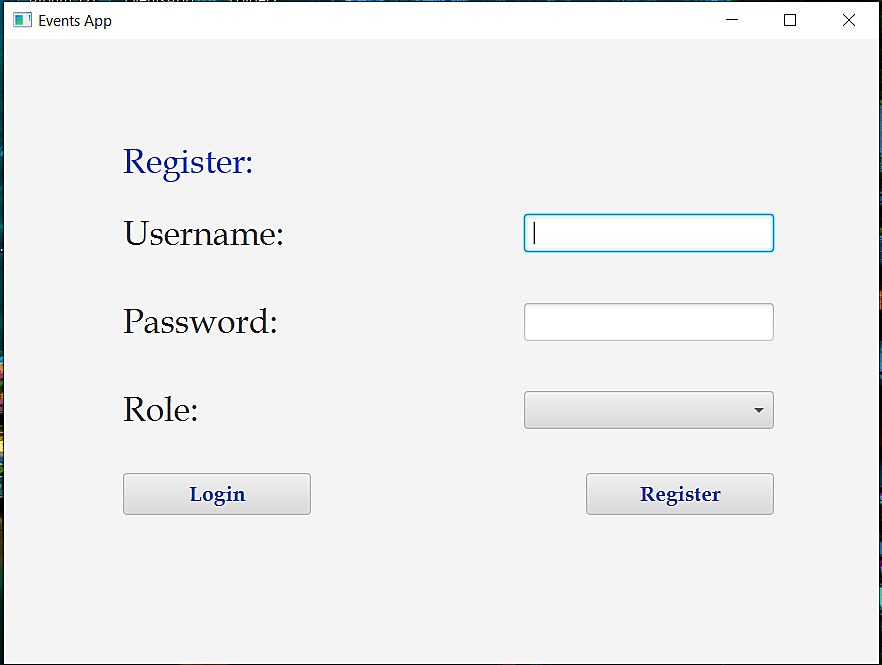 Events App
Register:
Username:
Password:
Role:
Login Register